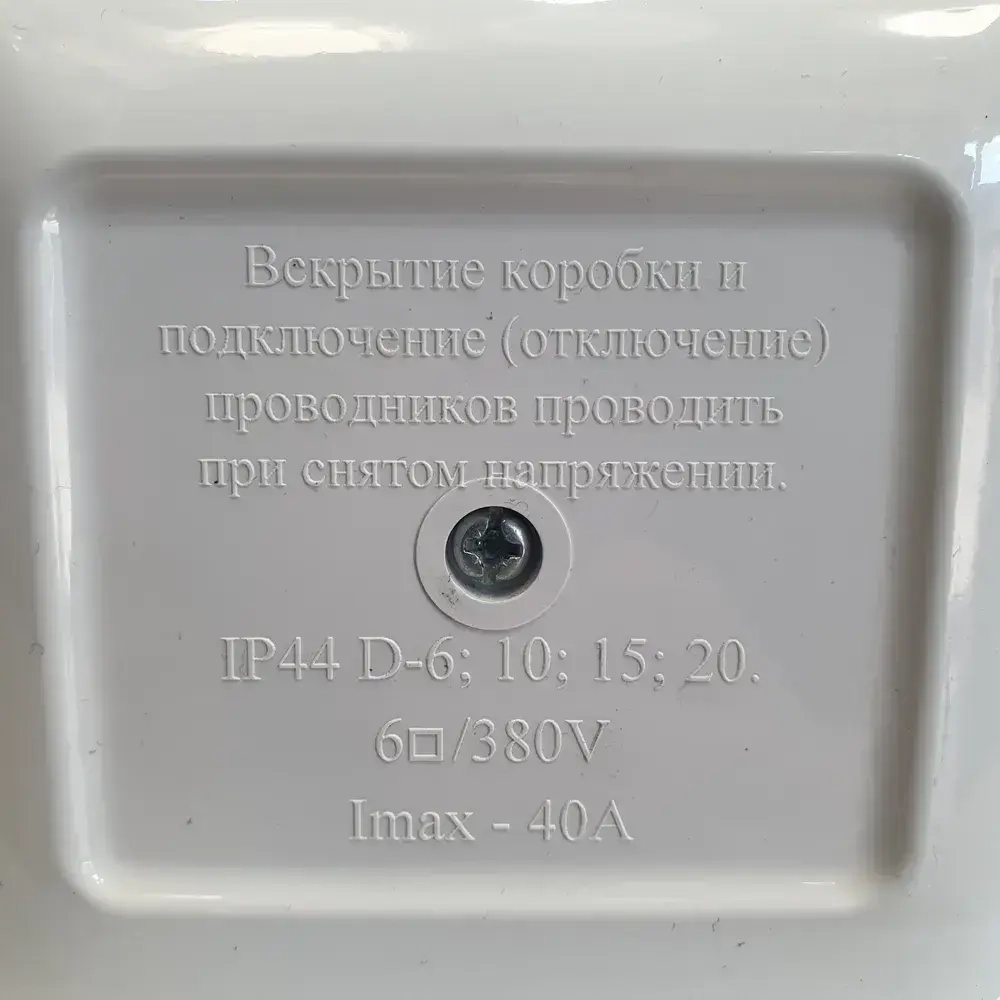 Вскрытие коробки и
подключение (отключение)
проводников проводить
при снятом напряжении.
IP44 D-6; 10; 15; 20.
6□/380V
Imax - 40A